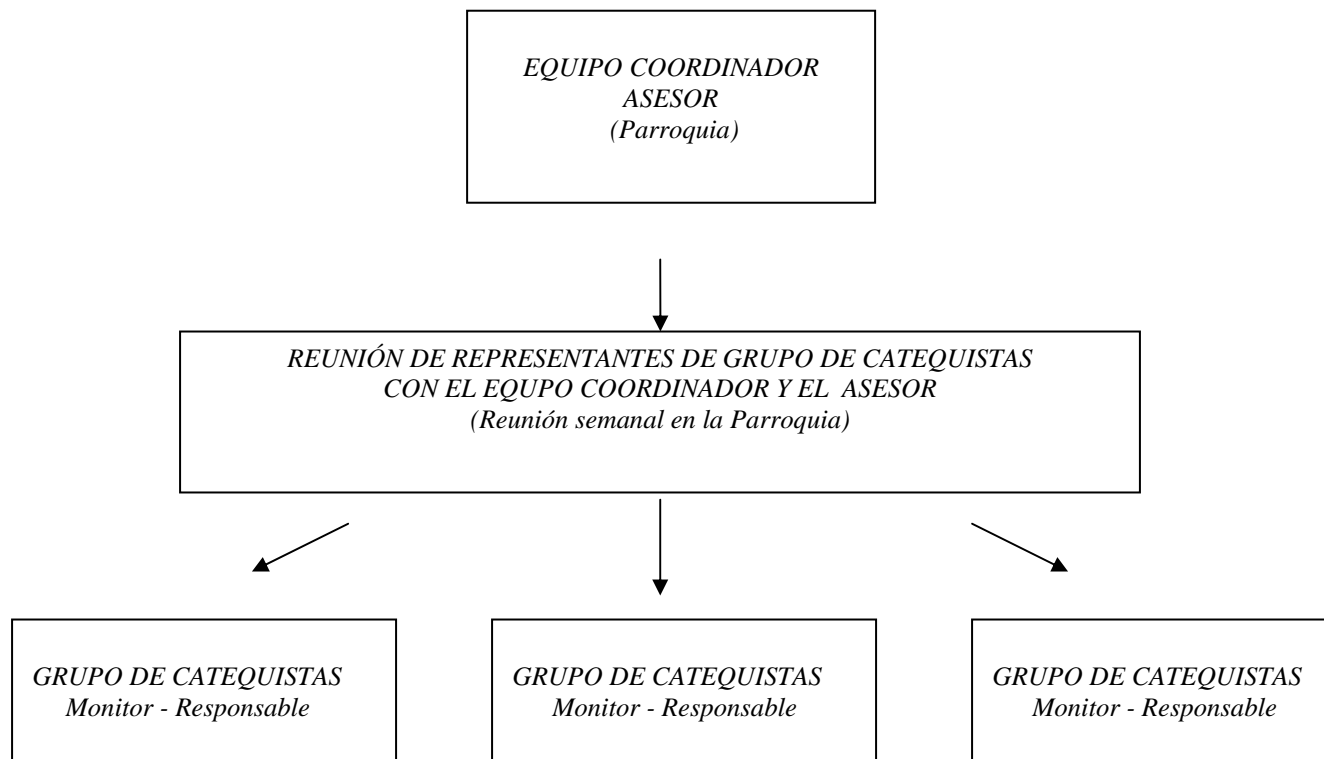 EQUIPO COORDINADOR
ASESOR
(Parroquia)
REUNIÓN DE REPRESENTANTES DE GRUPO DE CATEQUISTAS
CON EL EQUPO COORDINADOR Y EL ASESOR
(Reunión semanal en la Parroquia)
GRUPO DE CATEQUISTAS
Monitor - Responsable
GRUPO DE CATEQUISTAS
Monitor - Responsable
GRUPO DE CATEQUISTAS
Monitor - Responsable